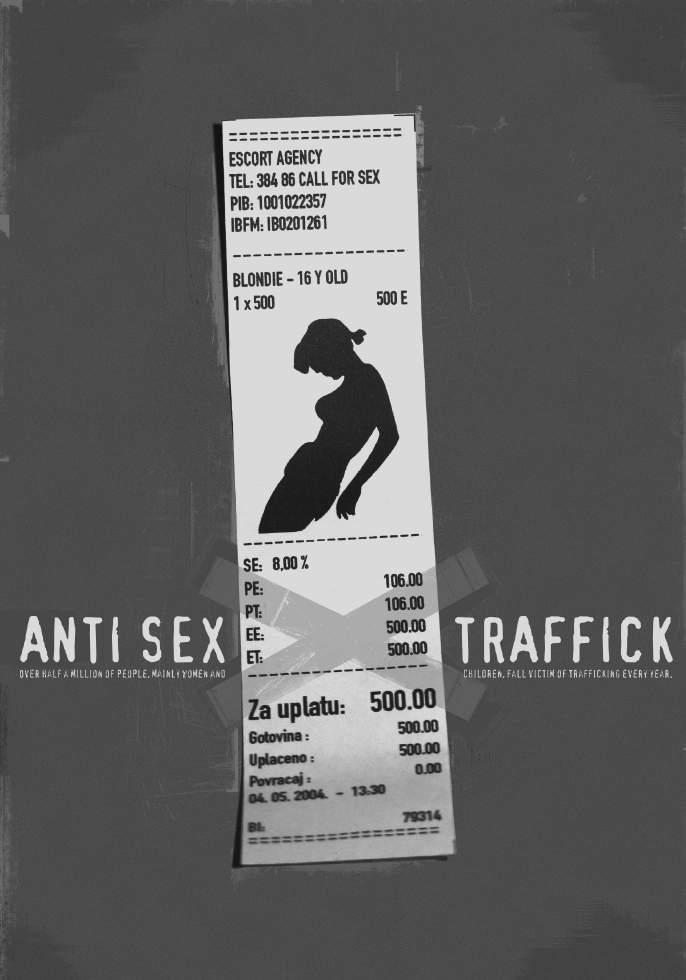 ESCORT AGENCY
TEL: 384 86 CALL FOR SEX
PIB: 1001022357
IBFM: IB0201261
BLONDIE – 16 Y OLD
1 x 500 500 E
SE: 8,00 %
PE: 106.00
PT: 106.00
EE: 500.00
ET: 500.00
ANTI SEX TRAFFICK
OVER HALF A MILLION OF PEOPLE, MAINLY WOMEN AND CHILDREN, FALL VICTIM OF TRAFFICKING EVERY YEAR.
Za uplatu: 500.00
Gotovina : 500.00
Uplaceno : 500.00
Povracaj : 0.00
04. 05. 2004. – 13:30
BI: 79314